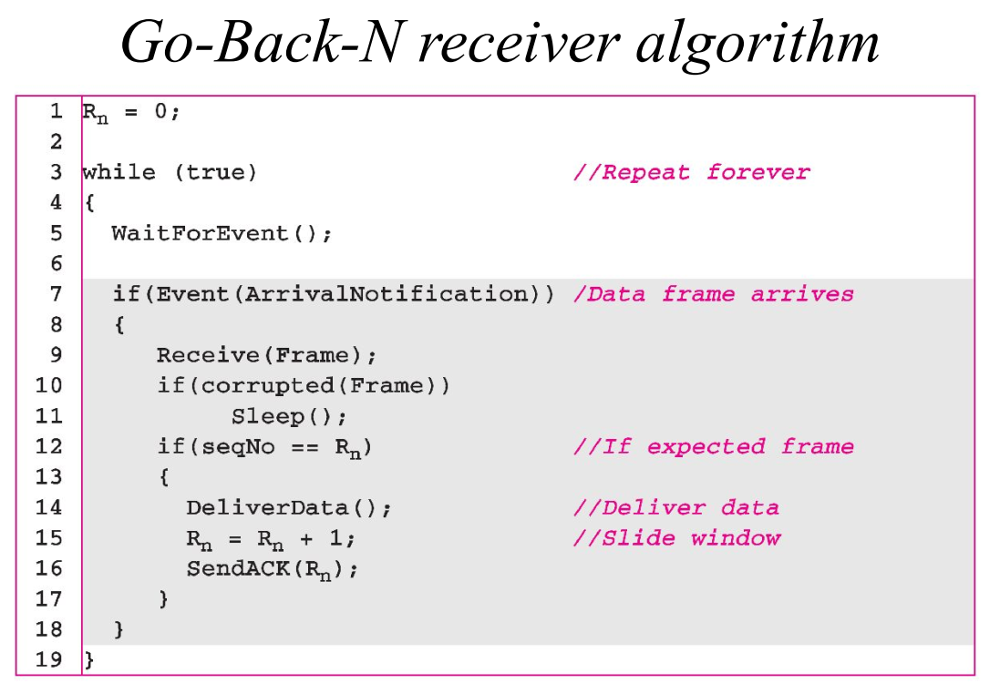 Go-Back-N receiver algorithm
1 Rn = 0;
2
3 while (true) //Repeat forever
4 {
5 WaitForEvent();
6
7 if(Event(ArrivalNotification)) /Data frame arrives
8 {
9 Receive(Frame);
10 if(corrupted(Frame))
11 Sleep();
12 if(seqNo == Rn) //If expected frame
13 {
14 DeliverData(); //Deliver data
15 Rn = Rn + 1; //Slide window
16 SendACK(Rn);
17 }
18 }
19 }